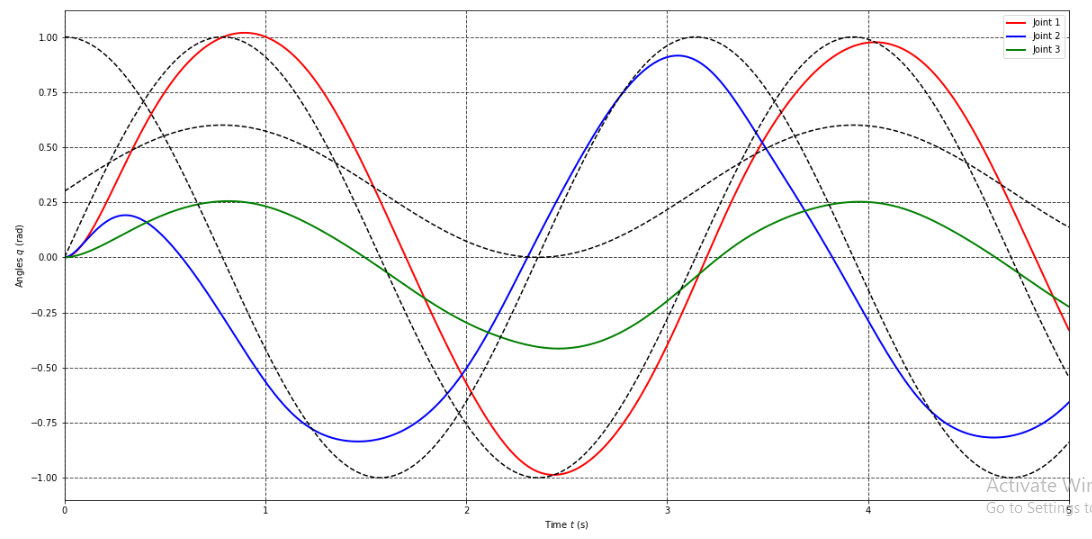 Joint 1
Joint 2
Joint 3
1.00
0.75
0.50
0.25
0.00
−0.25
−0.50
−0.75
−1.00
Angles q (rad)
0 1 2 3 4 5
Time t (s)
Activate Win
Go to Settings to